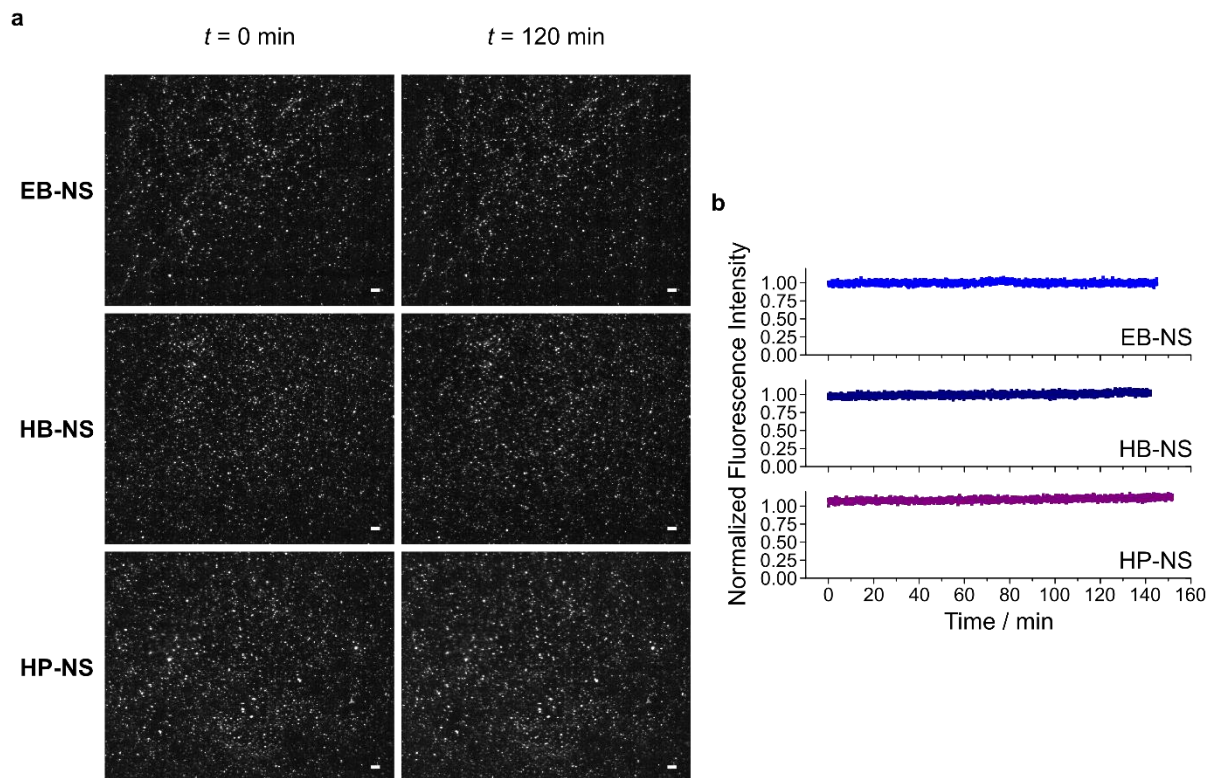 a
t = 0 min
t = 120 min
EB-NS
HB-NS
HP-NS
b
Normalized Fluorescence Intensity
1.00
0.75
0.50
0.25
0.00
EB-NS
1.00
0.75
0.50
0.25
0.00
HB-NS
1.00
0.75
0.50
0.25
0.00
HP-NS
0 20 40 60 80 100 120 140 160
Time / min